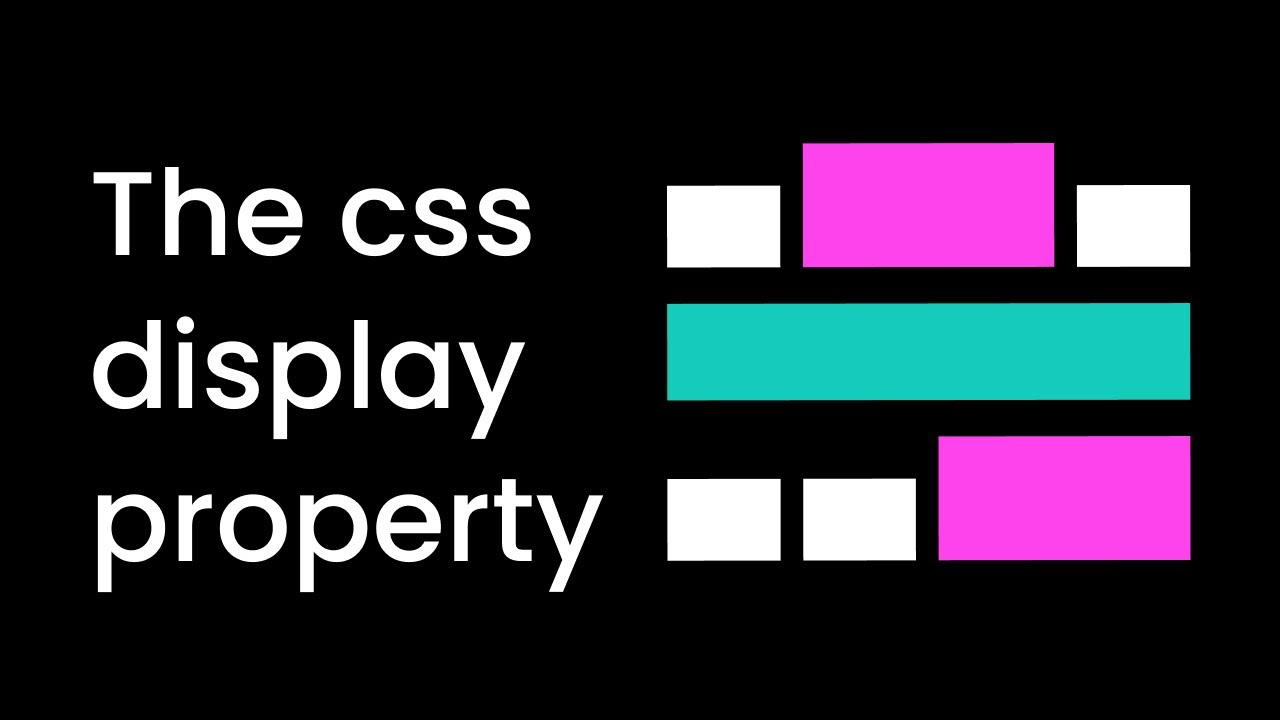 The css
display
property